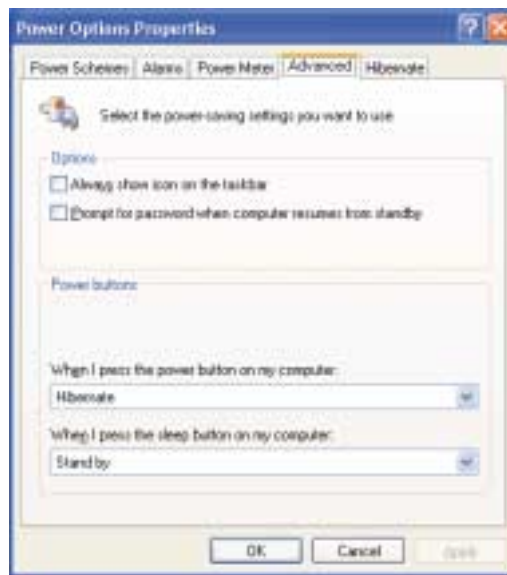 Power Options Properties
Power Schemes Alarms Power Meter Advanced Hibernate
Select the power-saving settings you want to use
Options
Always show icon on the taskbar
Prompt for password when computer resumes from standby
Power buttons
When I press the power button on my computer:
Hibernate
When I press the sleep button on my computer:
Stand by
OK Cancel Apply